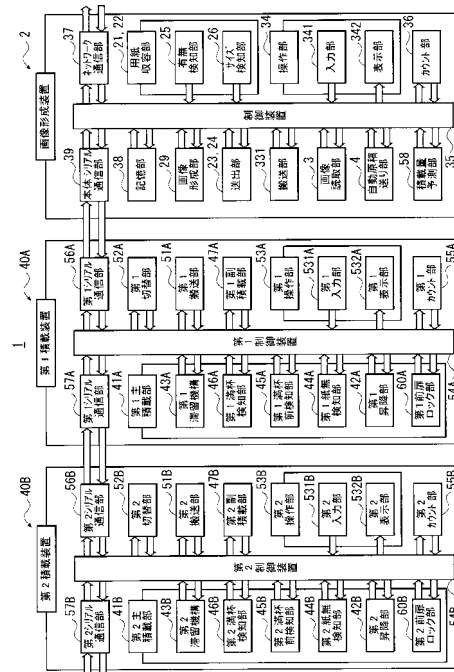 1
画像形成装置
2
ネットワーク
通信部
37
用紙
収容部
21, 22
有無
検知部
25
サイズ
検知部
26
操作部
34
入力部
341
表示部
342
カウント部
36
制御装置
35
本体シリアル
通信部
39
記憶部
38
画像
形成部
29
送出部
23, 24
搬送部
331
画像
読取部
3
自動原稿
送り部
4
積載量
予測部
58
第1積載装置
40A
第1シリアル
通信部
56A
第1
切替部
52A
第1
搬送部
51A
第1副
積載部
47A
第1
操作部
53A
第1
入力部
531A
第1
表示部
532A
第1
カウント部
55A
第1制御装置
54A
第1シリアル
通信部
57A
第1主
積載部
41A
第1
滞留機構
43A
第1満杯
検知部
46A
第1満杯
前検知部
45A
第1紙無
検知部
44A
第1
昇降部
42A
第1前扉
ロック部
60A
第2積載装置
40B
第2シリアル
通信部
56B
第2
切替部
52B
第2
搬送部
51B
第2副
積載部
47B
第2
操作部
53B
第2
入力部
531B
第2
表示部
532B
第2
カウント部
55B
第2制御装置
54B
第2シリアル
通信部
57B
第2主
積載部
41B
第2
滞留機構
43B
第2満杯
検知部
46B
第2満杯
前検知部
45B
第2紙無
検知部
44B
第2
昇降部
42B
第2前扉
ロック部
60B